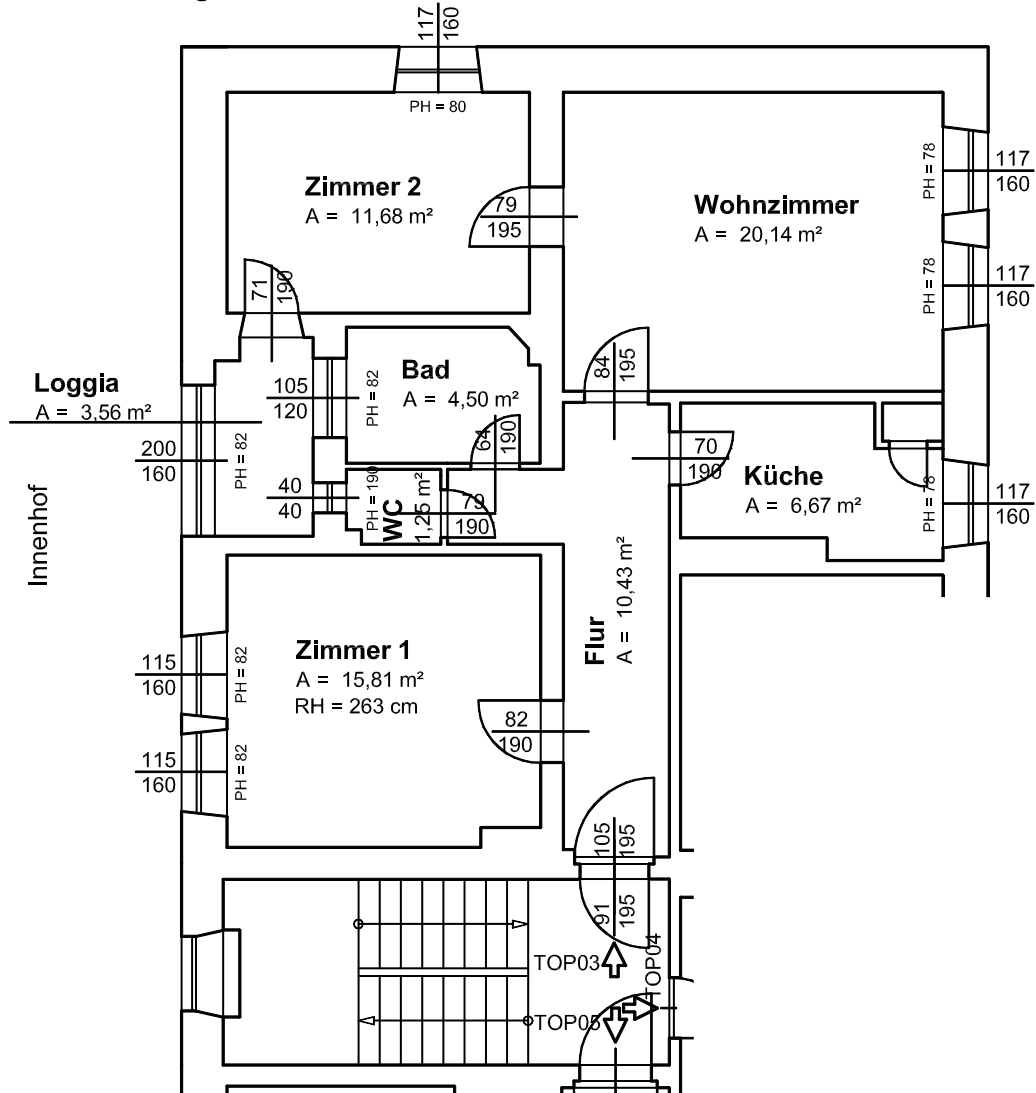 117
160
PH = 80
Zimmer 2
A = 11,68 m²
79
195
Wohnzimmer
A = 20,14 m²
PH = 78
117
160
PH = 78
117
160
71
190
Loggia
A = 3,56 m²
200
160
PH = 82
105
120
PH = 82
Bad
A = 4,50 m²
64
190
84
195
70
190
Küche
A = 6,67 m²
PH = 78
117
160
40
40
PH = 190
WC
1,25 m²
79
190
Innenhof
Flur
A = 10,43 m²
Zimmer 1
A = 15,81 m²
RH = 263 cm
115
160
PH = 82
115
160
PH = 82
82
190
105
195
91
195
TOP03
TOP04
TOP05